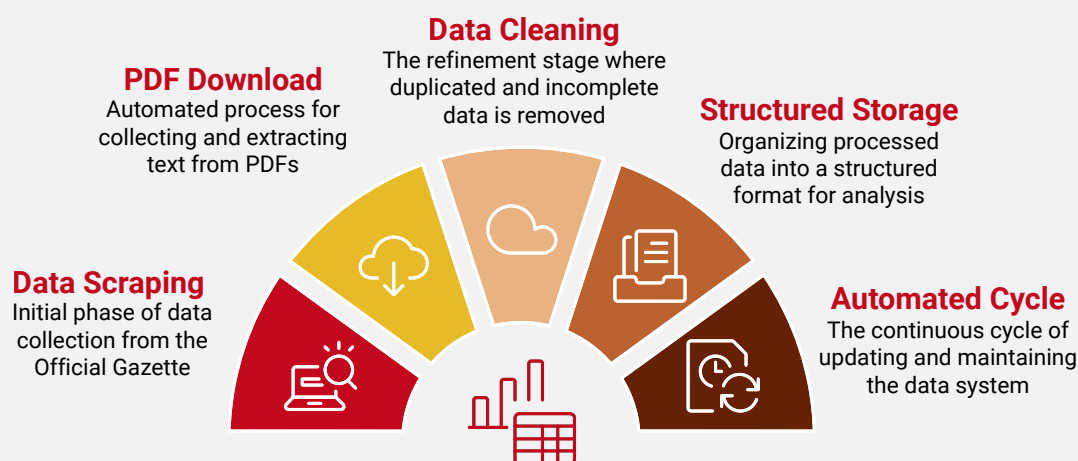 Data Scraping
Initial phase of data
collection from the
Official Gazette
PDF Download
Automated process for
collecting and extracting
text from PDFs
Data Cleaning
The refinement stage where
duplicated and incomplete
data is removed
Structured Storage
Organizing processed
data into a structured
format for analysis
Automated Cycle
The continuous cycle of
updating and maintaining
the data system